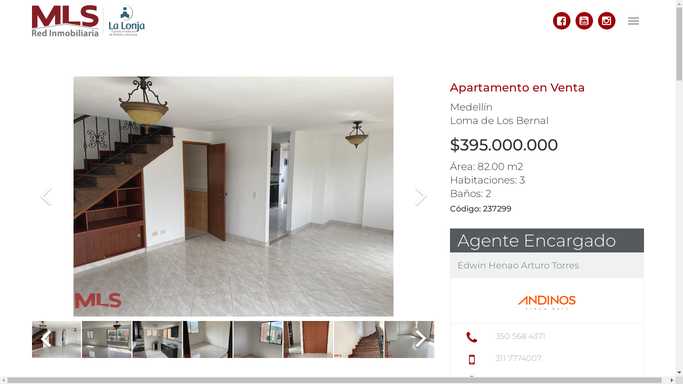 MLS
Red Inmobiliaria
La Lonja
Apartamento en Venta
Medellín
Loma de Los Bernal
$395.000.000
Área: 82.00 m2
Habitaciones: 3
Baños: 2
Código: 237299
MLS
Agente Encargado
Edwin Henao Arturo Torres
ANDINOS
350 568 4371
311 7774007